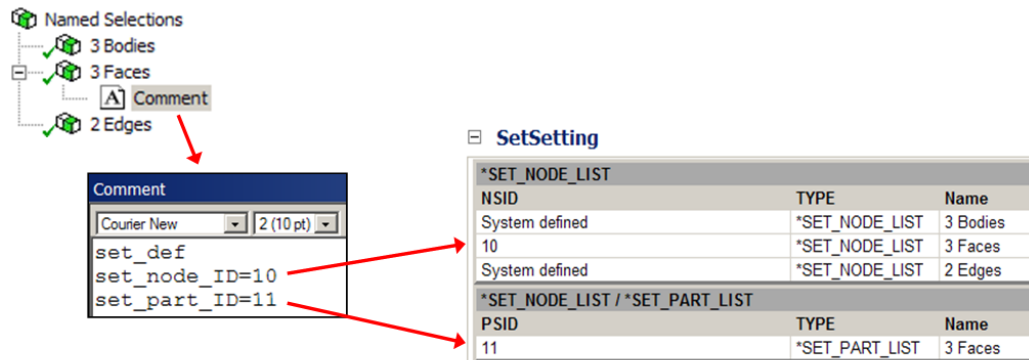 Named Selections
3 Bodies
3 Faces
A Comment
2 Edges
SetSetting
Comment
Courier New 2 (10 pt)
set_def
set_node_ID=10
set_part_ID=11
*SET_NODE_LIST
NSID TYPE Name
System defined *SET_NODE_LIST 3 Bodies
10 *SET_NODE_LIST 3 Faces
System defined *SET_NODE_LIST 2 Edges
*SET_NODE_LIST / *SET_PART_LIST
PSID TYPE Name
11 *SET_PART_LIST 3 Faces